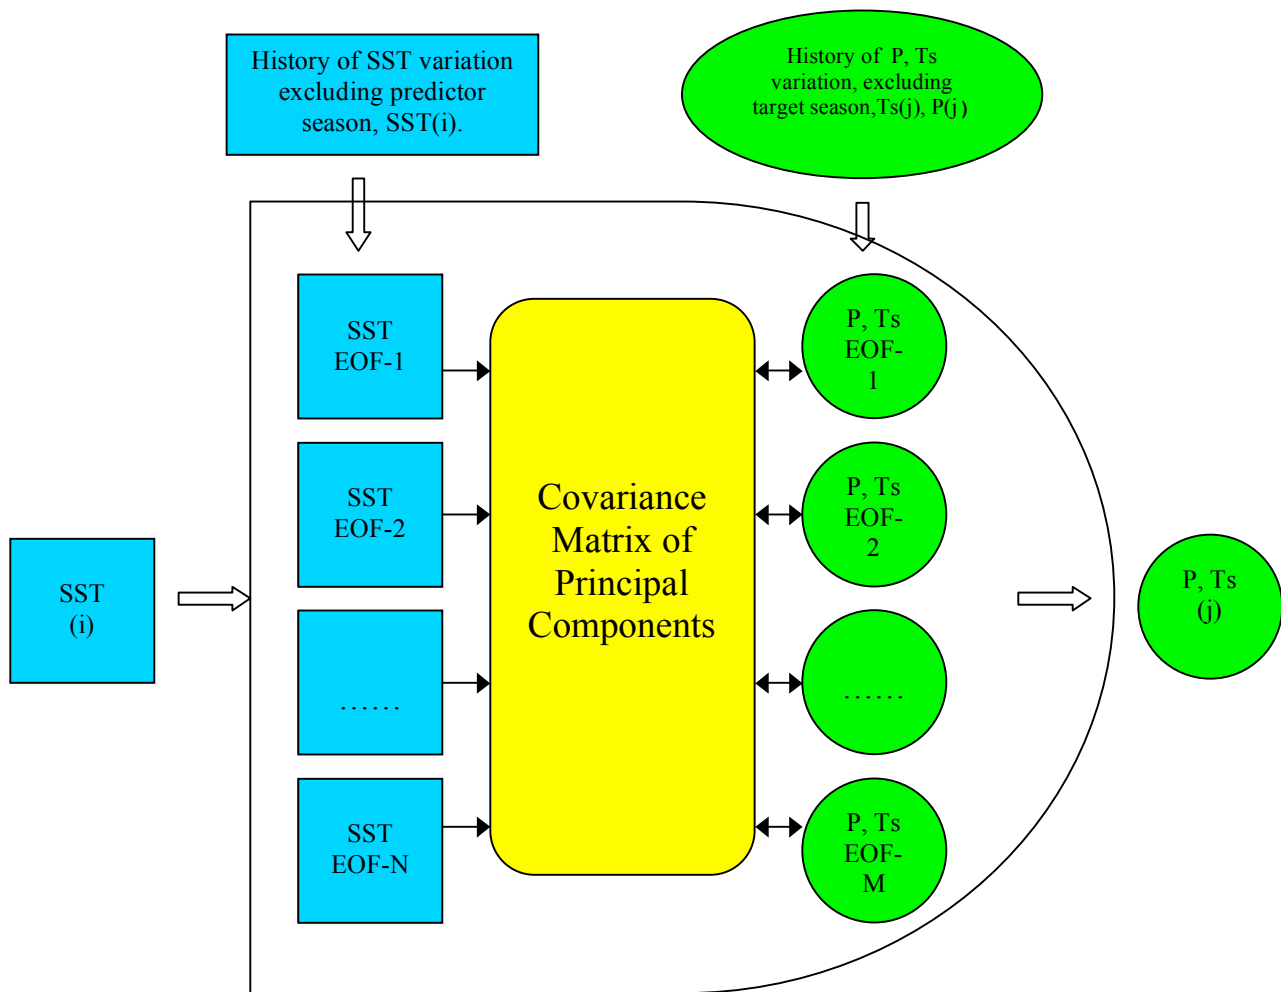 History of SST variation
excluding predictor
season, SST(i).
History of P, Ts
variation, excluding
target season,Ts(j), P(j)
SST
EOF-1
P, Ts
EOF-
1
SST
EOF-2
Covariance
Matrix of
Principal
Components
P, Ts
EOF-
2
SST
(i)
P, Ts
(j)
……
……
SST
EOF-N
P, Ts
EOF-
M